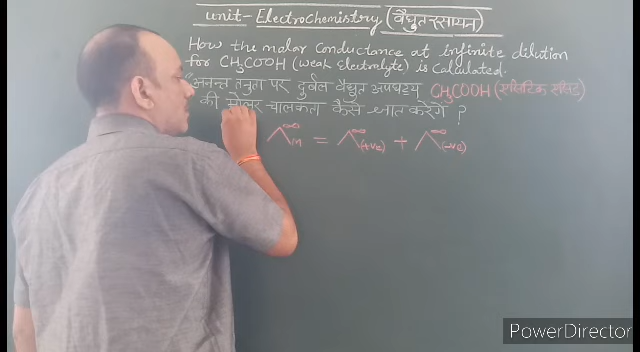 unit- Electrochemistry (वैद्युत रसायन)
How the molar conductance at infinite dilution
for CH₃COOH (weak Electrolyte) is Calculated.
"अनन्त तनुता पर दुर्बल वैद्युत अपघट्य CH₃COOH (एसीटिक एसिड)
की मोलर चालकता कैसे ज्ञात करेंगे ?
Λ∞m = Λ∞(+ve) + Λ∞(-ve)
PowerDirector